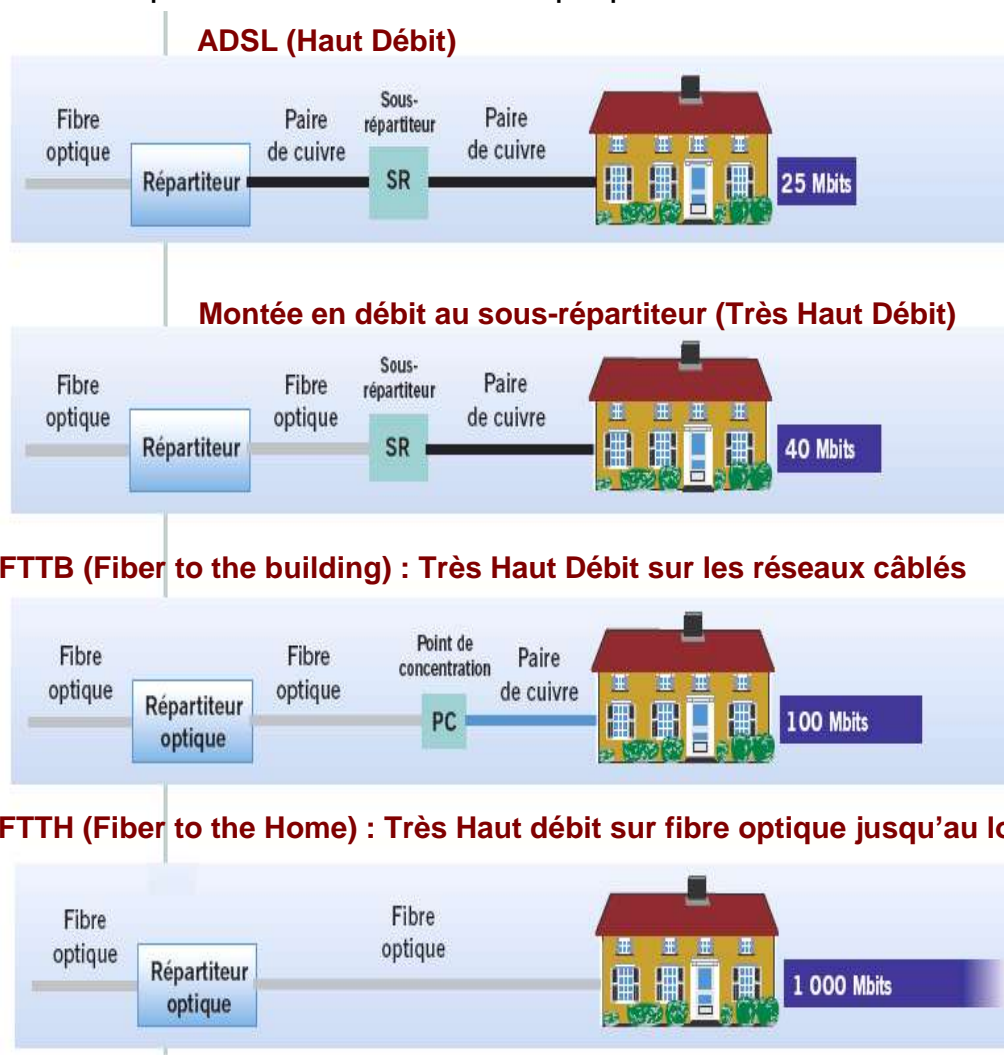 ADSL (Haut Débit)
Fibre
optique
Répartiteur
Paire
de cuivre
Sous-
répartiteur
SR
Paire
de cuivre
25 Mbits
Montée en débit au sous-répartiteur (Très Haut Débit)
Fibre
optique
Répartiteur
Fibre
optique
Sous-
répartiteur
SR
Paire
de cuivre
40 Mbits
FTTB (Fiber to the building) : Très Haut Débit sur les réseaux câblés
Fibre
optique
Répartiteur
optique
Fibre
optique
Point de
concentration
PC
Paire
de cuivre
100 Mbits
FTTH (Fiber to the Home) : Très Haut débit sur fibre optique jusqu'au
Fibre
optique
Répartiteur
optique
Fibre
optique
1 000 Mbits